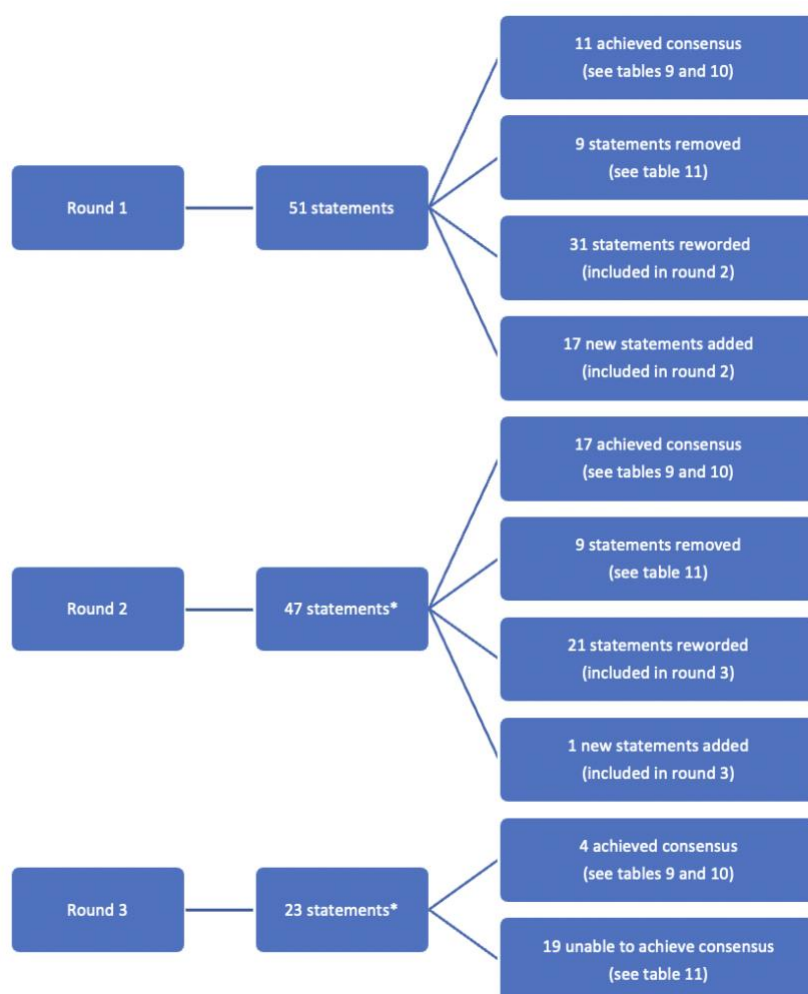 11 achieved consensus
(see tables 9 and 10)
9 statements removed
(see table 11)
Round 1
51 statements
31 statements reworded
(included in round 2)
17 new statements added
(included in round 2)
17 achieved consensus
(see tables 9 and 10)
9 statements removed
(see table 11)
Round 2
47 statements*
21 statements reworded
(included in round 3)
1 new statements added
(included in round 3)
4 achieved consensus
(see tables 9 and 10)
Round 3
23 statements*
19 unable to achieve consensus
(see table 11)